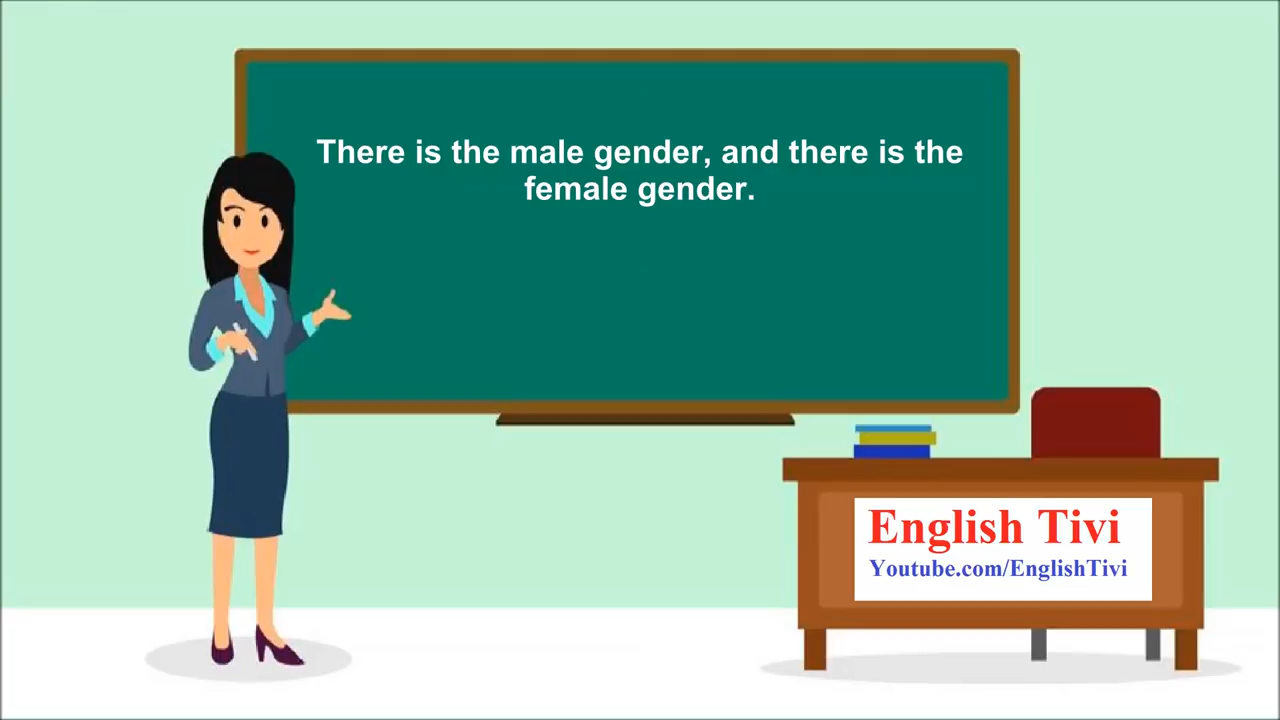 There is the male gender, and there is the
female gender.
English Tivi
Youtube.com/EnglishTivi